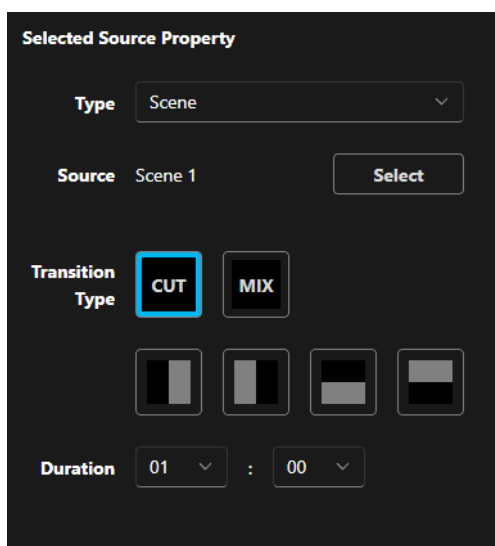 Selected Source Property
Type Scene
Source Scene 1 Select
Transition
Type
CUT MIX
Duration 01 : 00